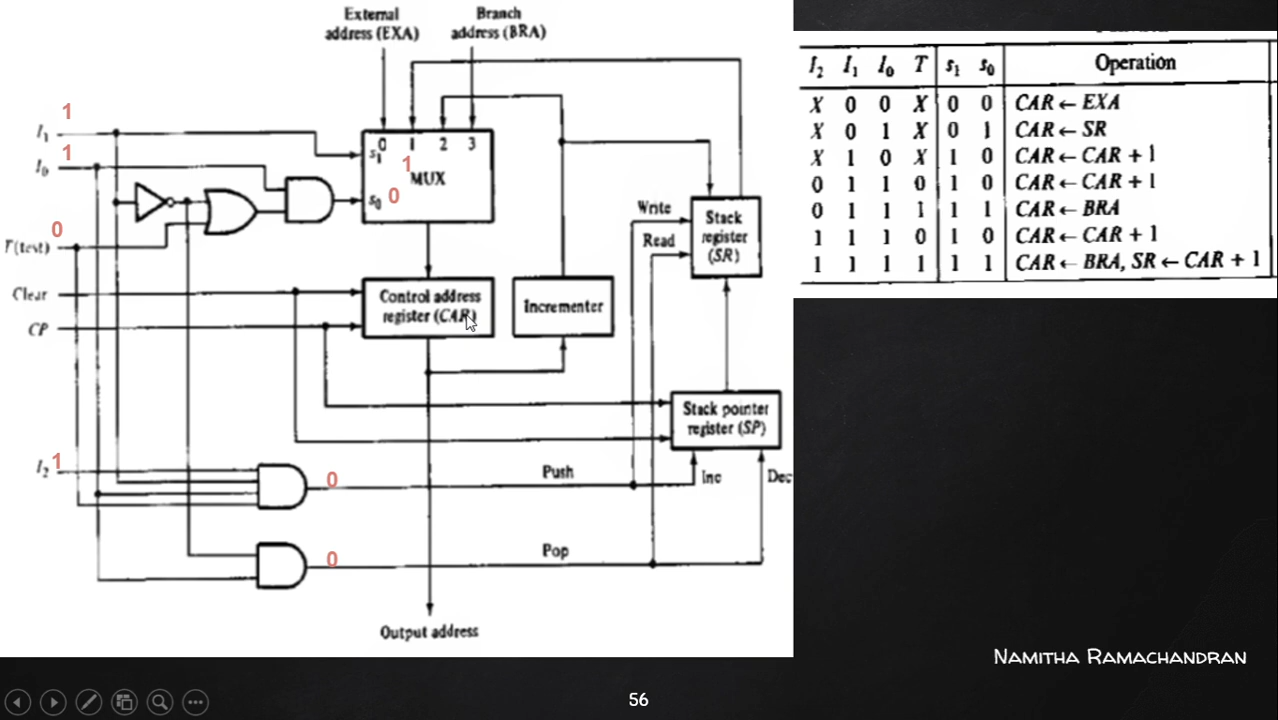 External
address (EXA)
Branch
address (BRA)
1
I₁
1
I₀
0
T(test)
Clear
CP
0 1 2 3
s₁
1
MUX
s₀ 0
Write
Read
Stack
register
(SR)
Control address
register (CAR)
Incrementer
Stack pointer
register (SP)
I₂ 1
0
Push
Inc
Dec
0
Pop
Output address
I₂ I₁ I₀ T s₁ s₀ Operation
X 0 0 X 0 0 CAR ← EXA
X 0 1 X 0 1 CAR ← SR
X 1 0 X 1 0 CAR ← CAR + 1
0 1 1 0 1 0 CAR ← CAR + 1
0 1 1 1 1 1 CAR ← BRA
1 1 1 0 1 0 CAR ← CAR + 1
1 1 1 1 1 1 CAR ← BRA, SR ← CAR + 1
Namitha Ramachandran
56